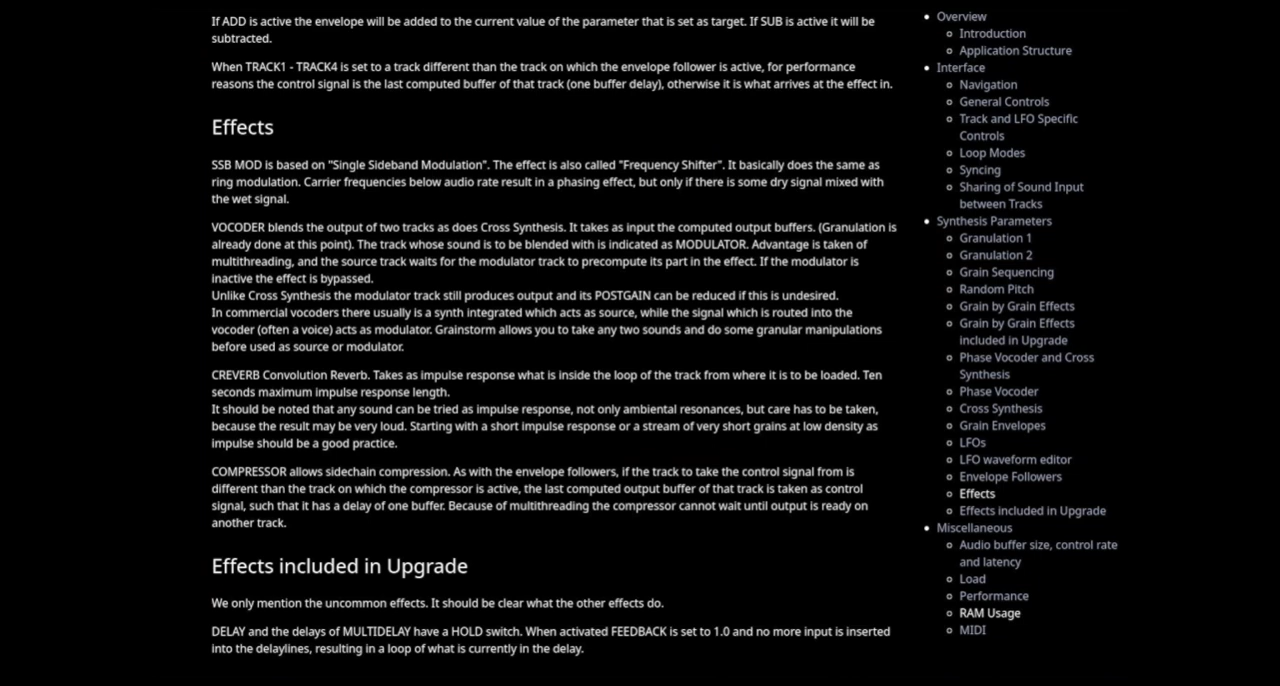 If ADD is active the envelope will be added to the current value of the parameter that is set as target. If SUB is active it will be
subtracted.
When TRACK1 - TRACK4 is set to a track different than the track on which the envelope follower is active, for performance
reasons the control signal is the last computed buffer of that track (one buffer delay), otherwise it is what arrives at the effect in.
Effects
SSB MOD is based on "Single Sideband Modulation". The effect is also called "Frequency Shifter". It basically does the same as
ring modulation. Carrier frequencies below audio rate result in a phasing effect, but only if there is some dry signal mixed with
the wet signal.
VOCODER blends the output of two tracks as does Cross Synthesis. It takes as input the computed output buffers. (Granulation is
already done at this point). The track whose sound is to be blended with is indicated as MODULATOR. Advantage is taken of
multithreading, and the source track waits for the modulator track to precompute its part in the effect. If the modulator is
inactive the effect is bypassed.
Unlike Cross Synthesis the modulator track still produces output and its POSTGAIN can be reduced if this is undesired.
In commercial vocoders there usually is a synth integrated which acts as source, while the signal which is routed into the
vocoder (often a voice) acts as modulator. Grainstorm allows you to take any two sounds and do some granular manipulations
before used as source or modulator.
CREVERB Convolution Reverb. Takes as impulse response what is inside the loop of the track from where it is to be loaded. Ten
seconds maximum impulse response length.
It should be noted that any sound can be tried as impulse response, not only ambiental resonances, but care has to be taken,
because the result may be very loud. Starting with a short impulse response or a stream of very short grains at low density as
impulse should be a good practice.
COMPRESSOR allows sidechain compression. As with the envelope followers, if the track to take the control signal from is
different than the track on which the compressor is active, the last computed output buffer of that track is taken as control
signal, such that it has a delay of one buffer. Because of multithreading the compressor cannot wait until output is ready on
another track.
Effects included in Upgrade
We only mention the uncommon effects. It should be clear what the other effects do.
DELAY and the delays of MULTIDELAY have a HOLD switch. When activated FEEDBACK is set to 1.0 and no more input is inserted
into the delaylines, resulting in a loop of what is currently in the delay.
Overview
Introduction
Application Structure
Interface
Navigation
General Controls
Track and LFO Specific
Controls
Loop Modes
Syncing
Sharing of Sound Input
between Tracks
Synthesis Parameters
Granulation 1
Granulation 2
Grain Sequencing
Random Pitch
Grain by Grain Effects
Grain by Grain Effects
included in Upgrade
Phase Vocoder and Cross
Synthesis
Phase Vocoder
Cross Synthesis
Grain Envelopes
LFOs
LFO waveform editor
Envelope Followers
Effects
Effects included in Upgrade
Miscellaneous
Audio buffer size, control rate
and latency
Load
Performance
RAM Usage
MIDI